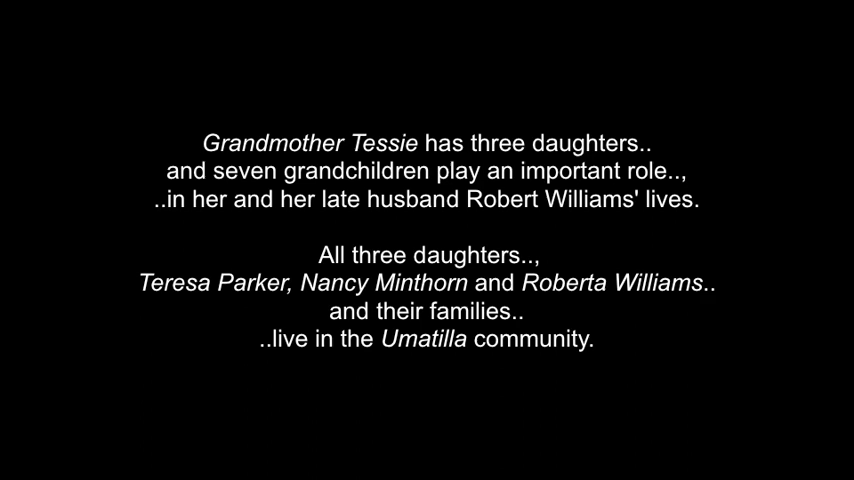 Grandmother Tessie has three daughters..
and seven grandchildren play an important role..,
..in her and her late husband Robert Williams' lives.
All three daughters..,
Teresa Parker, Nancy Minthorn and Roberta Williams..
and their families..
..live in the Umatilla community.